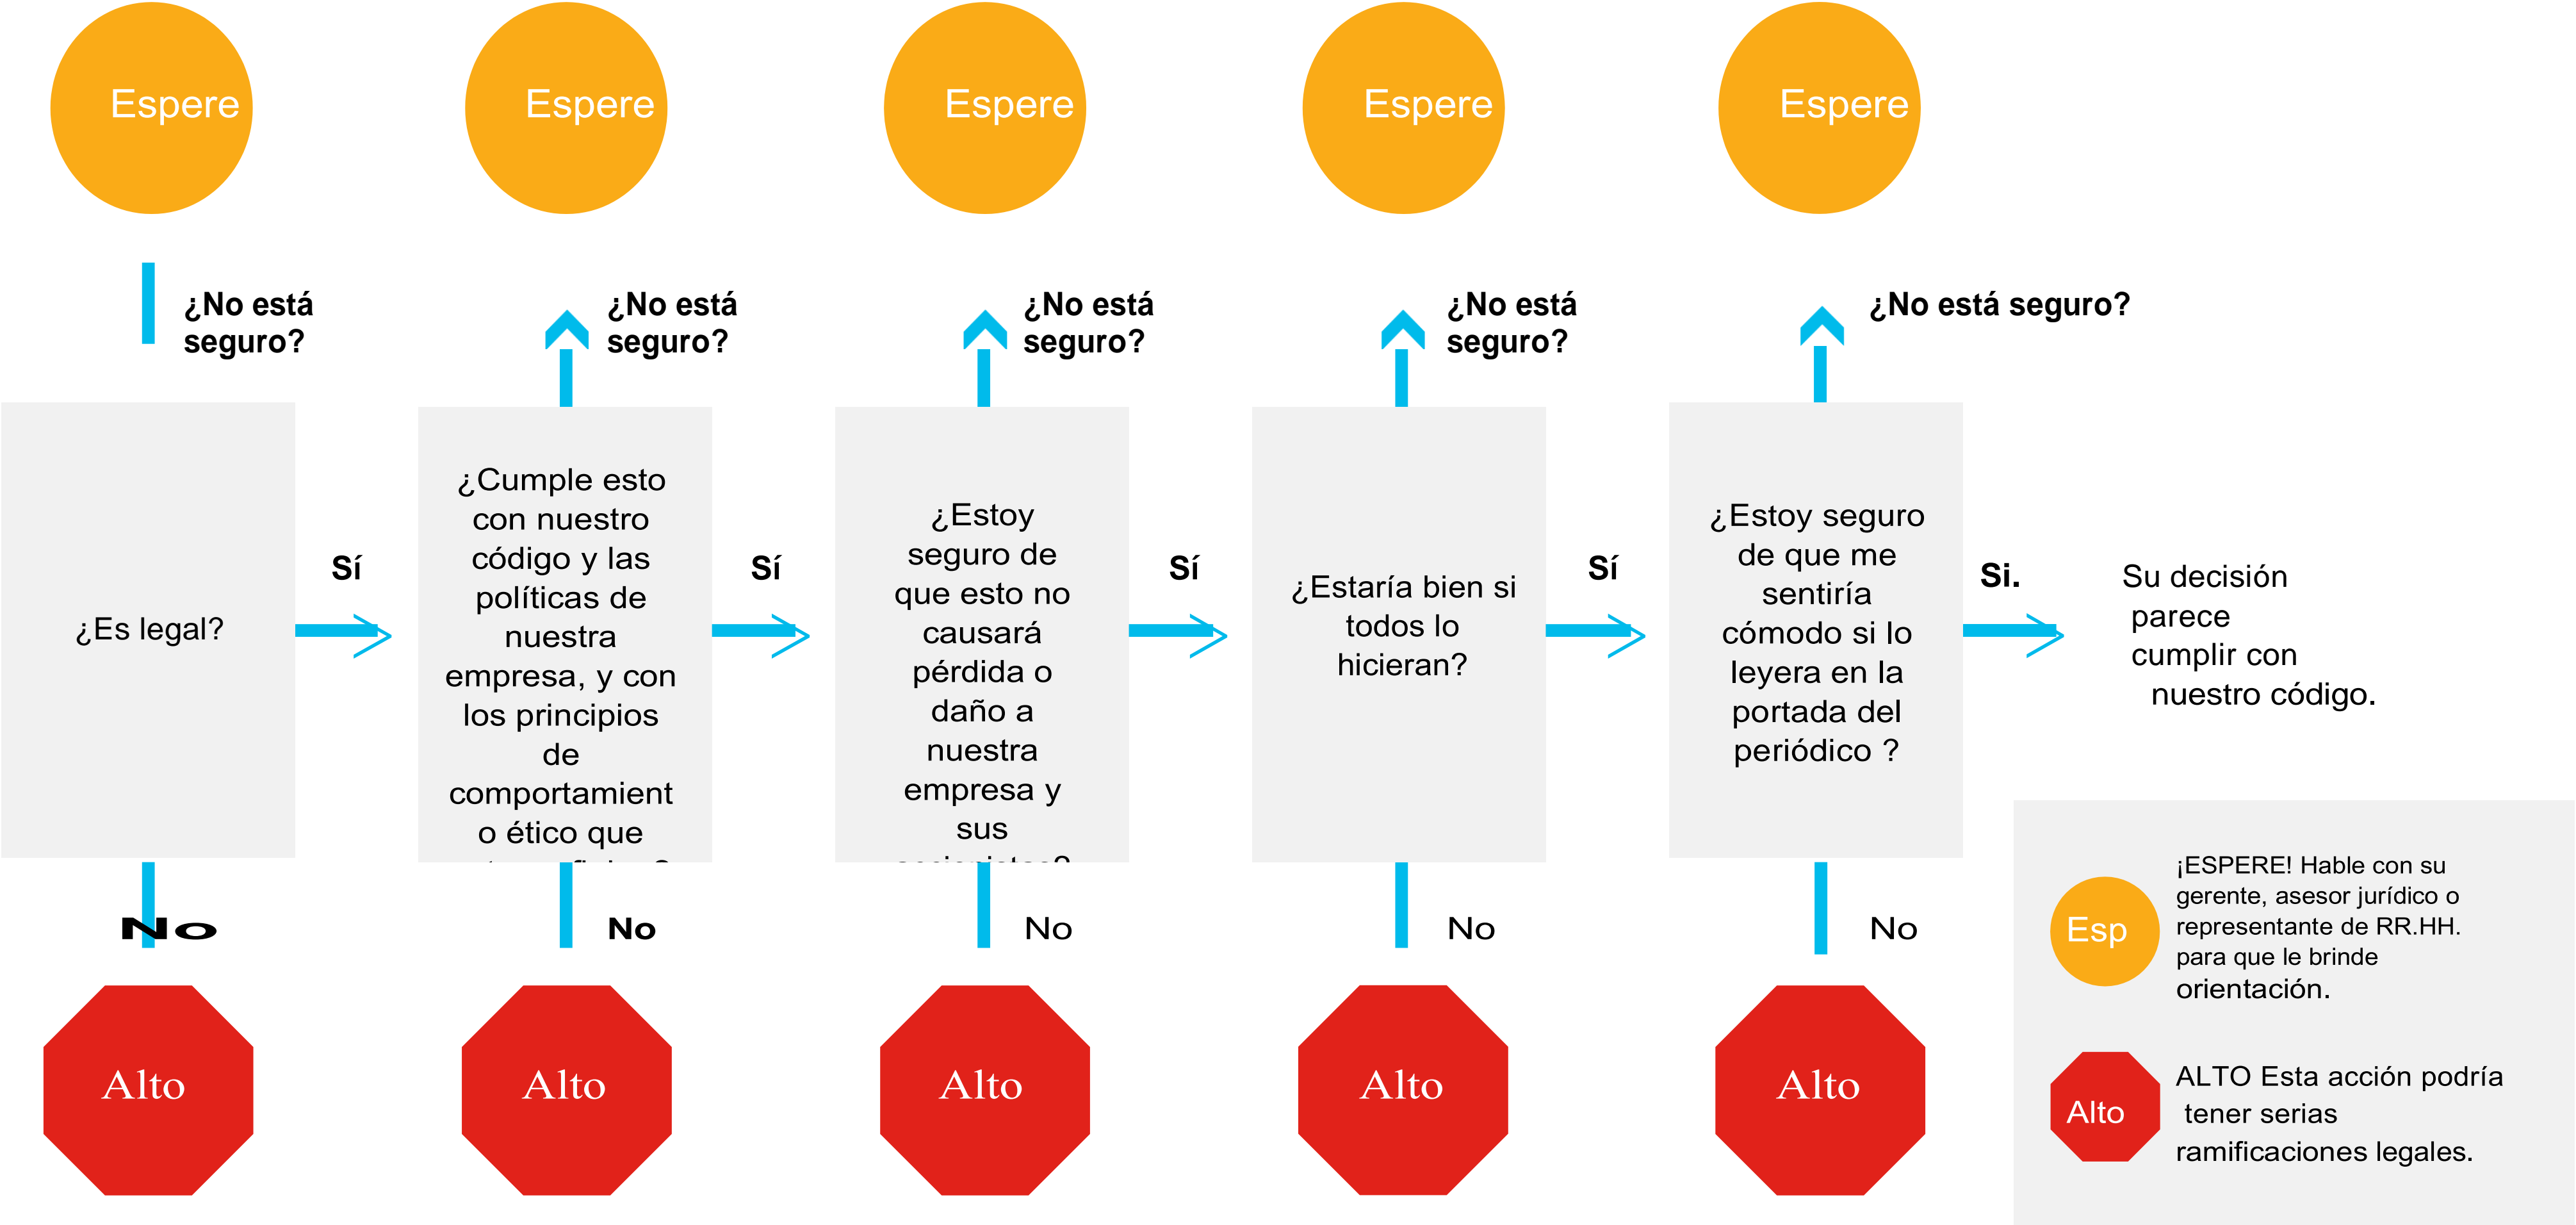 Espere
Espere
Espere
Espere
Espere
¿No está
seguro?
¿No está
seguro?
¿No está
seguro?
¿No está
seguro?
¿No está seguro?
¿Es legal?
Sí
¿Cumple esto
con nuestro
código y las
políticas de
nuestra
empresa, y con
los principios
de
comportamient
o ético que
Sí
¿Estoy
seguro de
que esto no
causará
pérdida o
daño a
nuestra
empresa y
sus
Sí
¿Estaría bien si
todos lo
hicieran?
Sí
¿Estoy seguro
de que me
sentiría
cómodo si lo
leyera en la
portada del
periódico ?
Si.
Su decisión
parece
cumplir con
nuestro código.
No
No
No
No
No
Alto
Alto
Alto
Alto
Alto
Esp
¡ESPERE! Hable con su
gerente, asesor jurídico o
representante de RR.HH.
para que le brinde
orientación.
Alto
ALTO Esta acción podría
tener serias
ramificaciones legales.